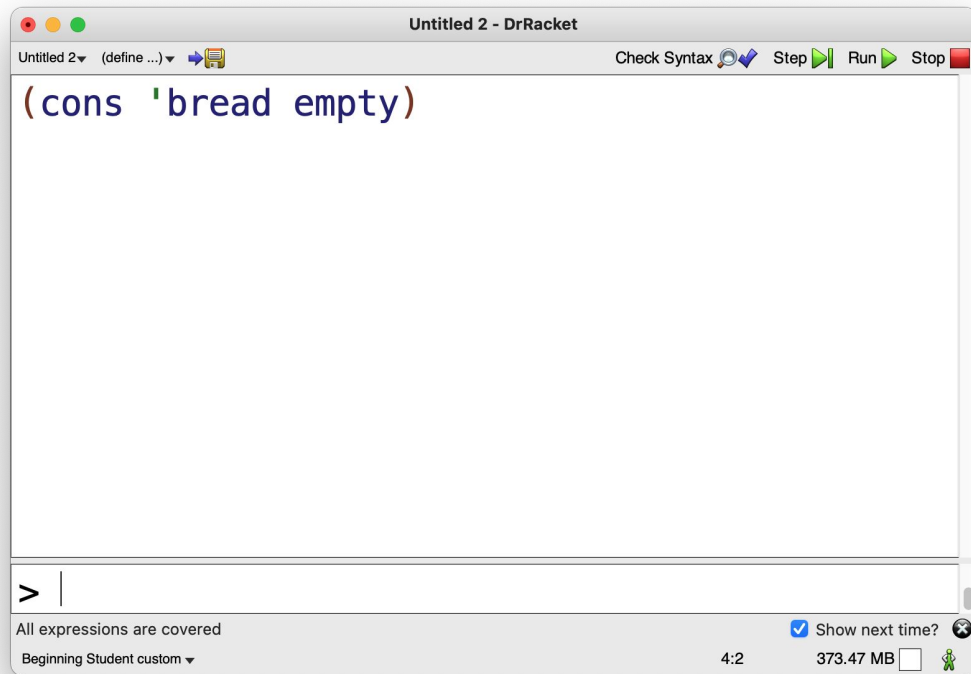 Untitled 2 - DrRacket
Untitled 2 (define ...) Check Syntax Step Run Stop
(cons 'bread empty)
>
All expressions are covered Show next time?
Beginning Student custom 4:2 373.47 MB